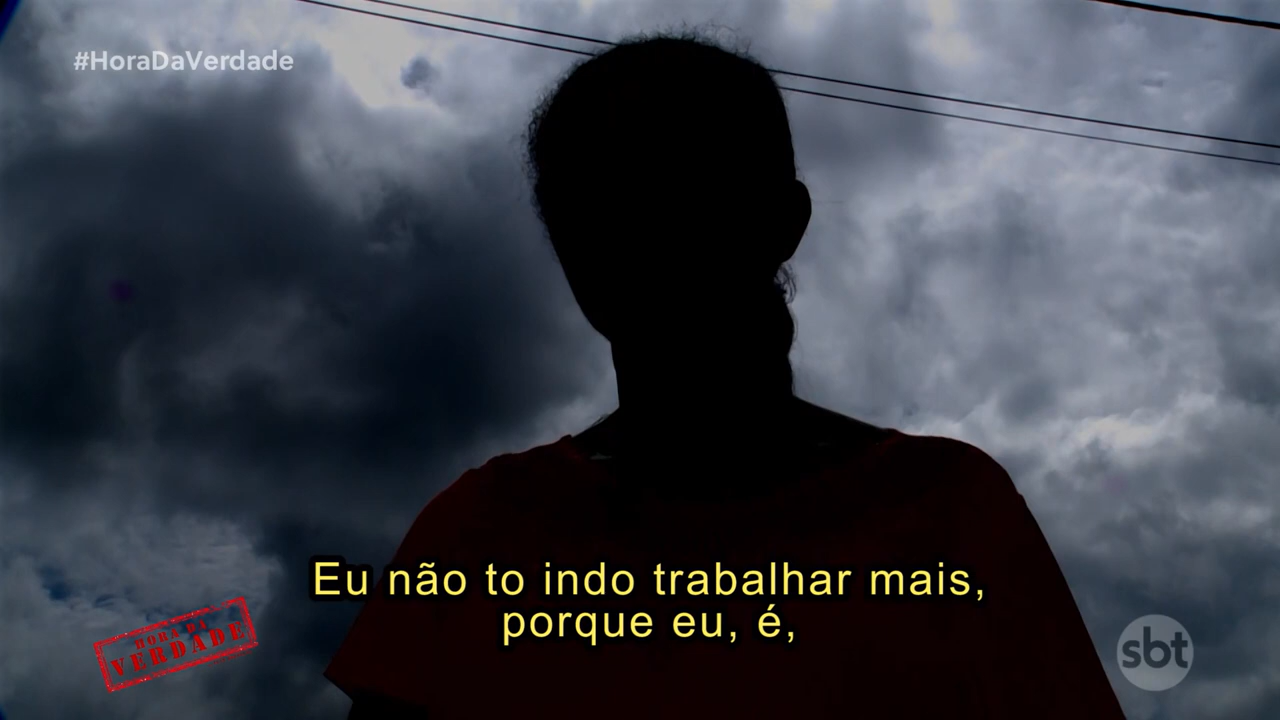 #HoraDaVerdade
Eu não to indo trabalhar mais,
porque eu, é,
HORA DA
VERDADE
sbt